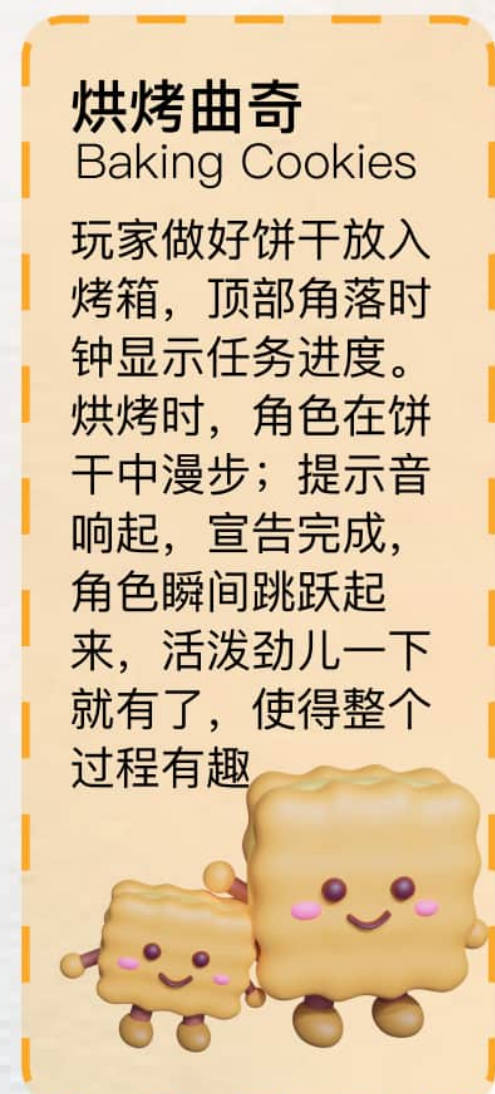 烘烤曲奇
Baking Cookies
玩家做好饼干放入
烤箱，顶部角落时
钟显示任务进度。
烘烤时，角色在饼
干中漫步；提示音
响起，宣告完成，
角色瞬间跳跃起
来，活泼劲儿一下
就有了，使得整个
过程有趣